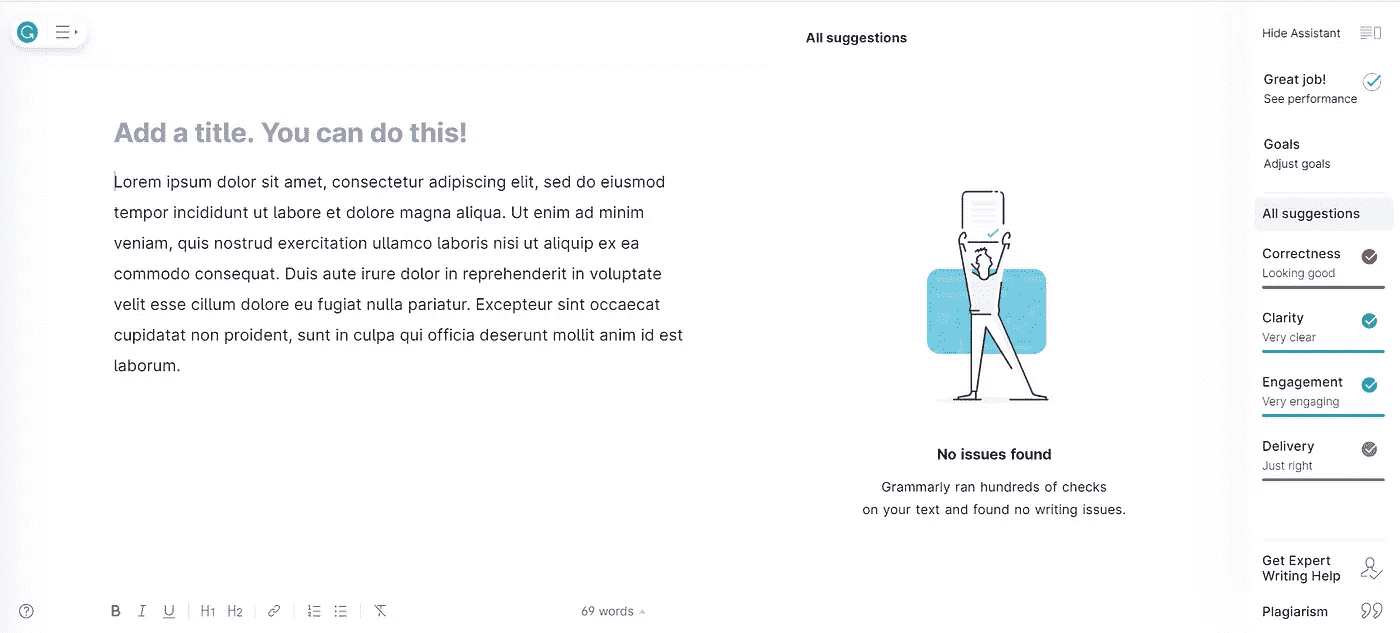 All suggestions
Hide Assistant
Great job!
See performance
Add a title. You can do this!
Goals
Adjust goals
Lorem ipsum dolor sit amet, consectetur adipiscing elit, sed do eiusmod
tempor incididunt ut labore et dolore magna aliqua. Ut enim ad minim
veniam, quis nostrud exercitation ullamco laboris nisi ut aliquip ex ea
commodo consequat. Duis aute irure dolor in reprehenderit in voluptate
velit esse cillum dolore eu fugiat nulla pariatur. Excepteur sint occaecat
cupidatat non proident, sunt in culpa qui officia deserunt mollit anim id est
laborum.
No issues found
Grammarly ran hundreds of checks
on your text and found no writing issues.
All suggestions
Correctness
Looking good
Clarity
Very clear
Engagement
Very engaging
Delivery
Just right
Get Expert
Writing Help
Plagiarism
B I U H1 H2
69 words